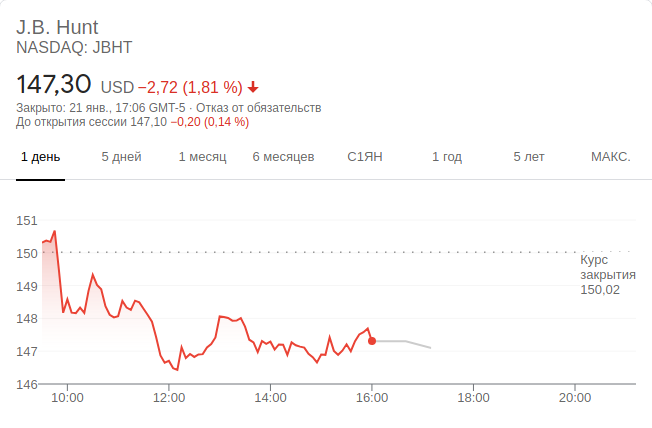 J.B. Hunt
NASDAQ: JBHT
147,30 USD −2,72 (1,81 %)
Закрыто: 21 янв., 17:06 GMT-5 · Отказ от обязательств
До открытия сессии 147,10 −0,20 (0,14 %)
1 день 5 дней 1 месяц 6 месяцев С1ЯН 1 год 5 лет МАКС.
151
150
149
148
147
146
Курс
закрытия
150,02
10:00 12:00 14:00 16:00 18:00 20:00